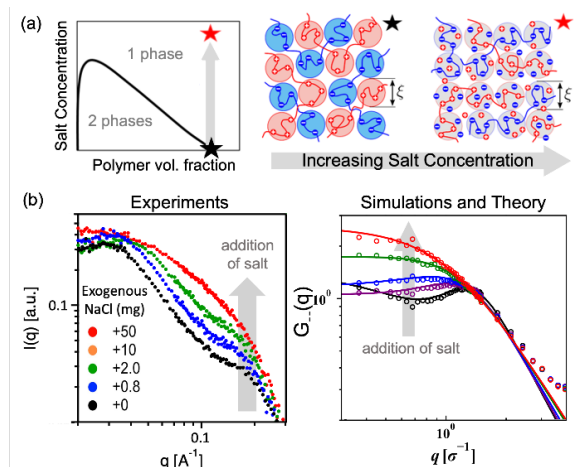 (a)
Salt Concentration
1 phase
2 phases
Polymer vol. fraction
ξ
ξ
Increasing Salt Concentration
(b)
Experiments
I(q) [a.u.]
0.1
addition
of salt
Exogenous
NaCl (mg)
+50
+10
+2.0
+0.8
+0
0.1
q [A⁻¹]
Simulations and Theory
G₋(q)
10⁰
addition of salt
10⁰
q [σ⁻¹]